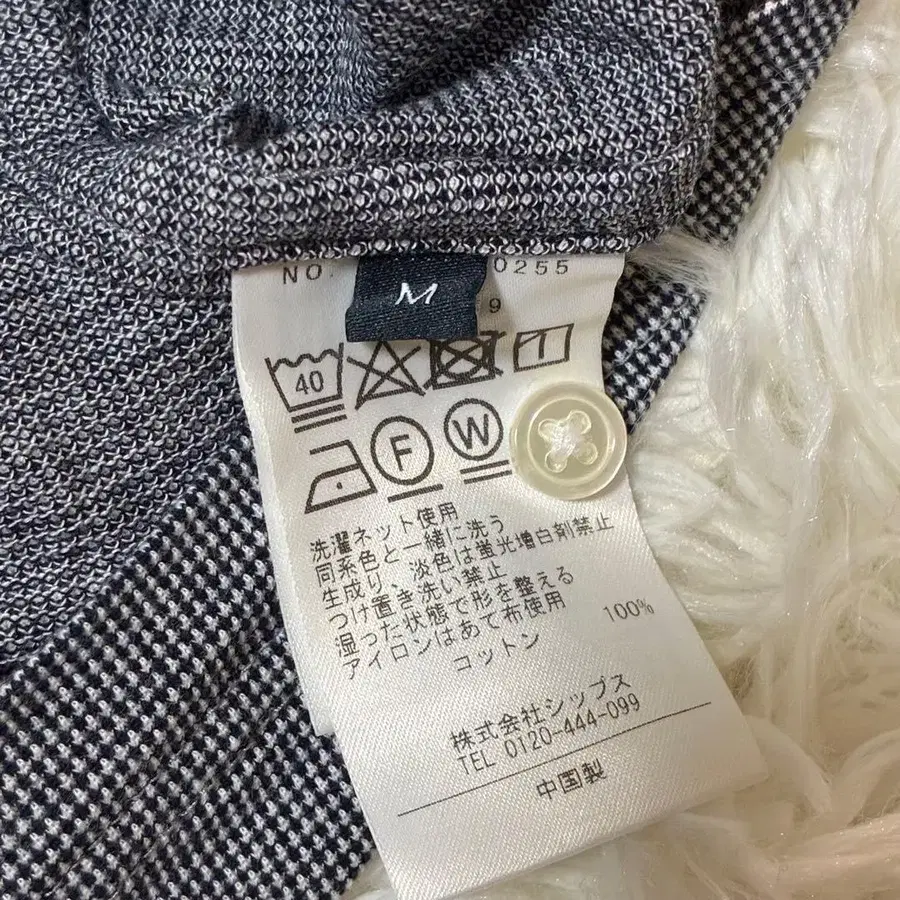 NO. 0255
M
9
40
1
F W
洗濯ネット使用
同系色と一緒に洗う
生成り、淡色は蛍光増白剤禁止
つけ置き洗い禁止
湿った状態で形を整える
アイロンはあて布使用
コットン 100%
株式会社シップス
TEL 0120-444-099
中国製